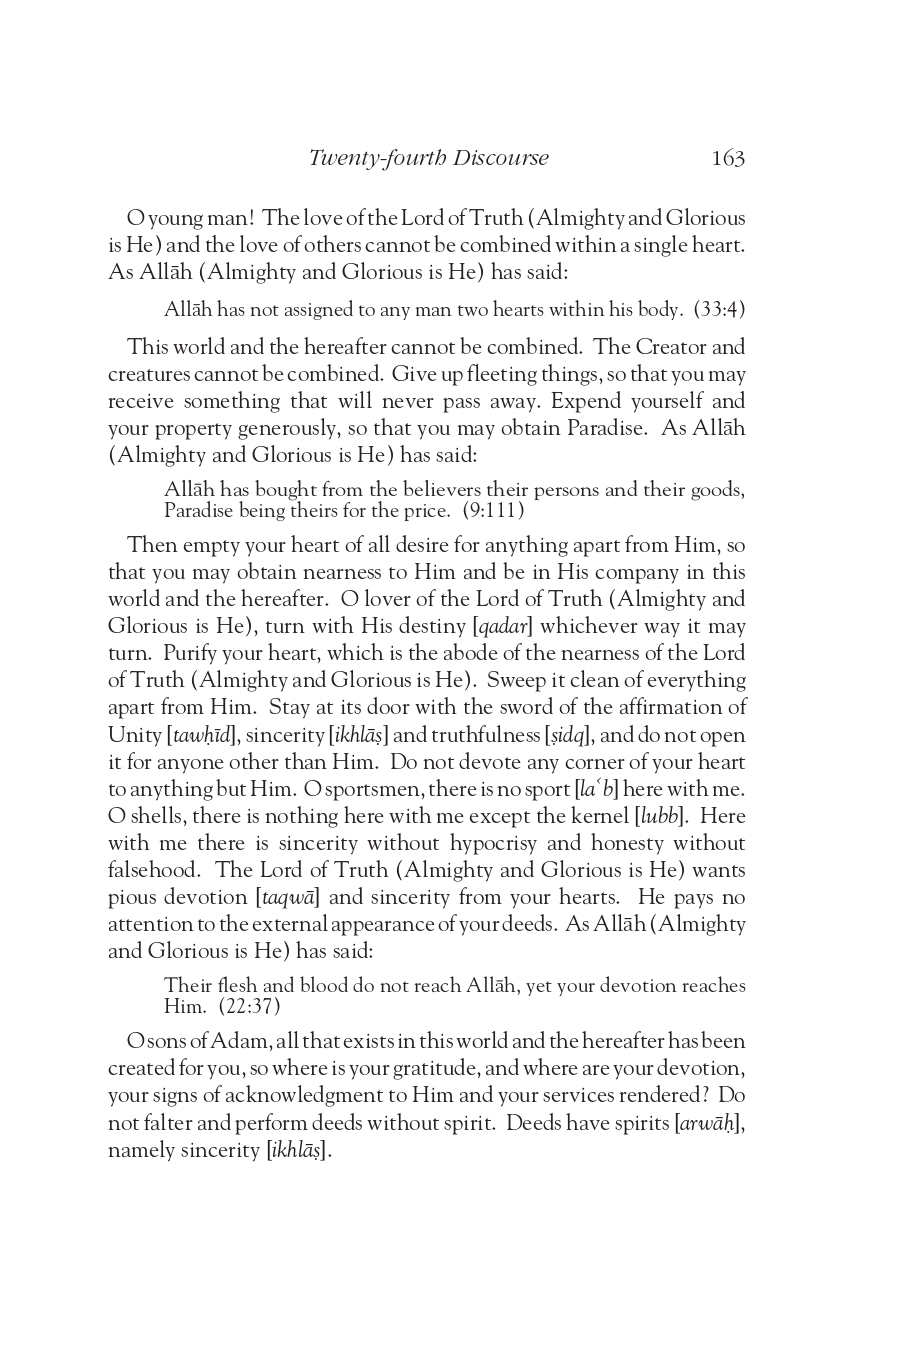 Twenty-fourth Discourse 163
O young man! The love of the Lord of Truth (Almighty and Glorious
is He) and the love of others cannot be combined within a single heart.
As Allāh (Almighty and Glorious is He) has said:
Allāh has not assigned to any man two hearts within his body. (33:4)
This world and the hereafter cannot be combined. The Creator and
creatures cannot be combined. Give up fleeting things, so that you may
receive something that will never pass away. Expend yourself and
your property generously, so that you may obtain Paradise. As Allāh
(Almighty and Glorious is He) has said:
Allāh has bought from the believers their persons and their goods,
Paradise being theirs for the price. (9:111)
Then empty your heart of all desire for anything apart from Him, so
that you may obtain nearness to Him and be in His company in this
world and the hereafter. O lover of the Lord of Truth (Almighty and
Glorious is He), turn with His destiny [qadar] whichever way it may
turn. Purify your heart, which is the abode of the nearness of the Lord
of Truth (Almighty and Glorious is He). Sweep it clean of everything
apart from Him. Stay at its door with the sword of the affirmation of
Unity [tawḥīd], sincerity [ikhlāṣ] and truthfulness [ṣidq], and do not open
it for anyone other than Him. Do not devote any corner of your heart
to anything but Him. O sportsmen, there is no sport [laʿb] here with me.
O shells, there is nothing here with me except the kernel [lubb]. Here
with me there is sincerity without hypocrisy and honesty without
falsehood. The Lord of Truth (Almighty and Glorious is He) wants
pious devotion [taqwā] and sincerity from your hearts. He pays no
attention to the external appearance of your deeds. As Allāh (Almighty
and Glorious is He) has said:
Their flesh and blood do not reach Allāh, yet your devotion reaches
Him. (22:37)
O sons of Adam, all that exists in this world and the hereafter has been
created for you, so where is your gratitude, and where are your devotion,
your signs of acknowledgment to Him and your services rendered? Do
not falter and perform deeds without spirit. Deeds have spirits [arwāḥ],
namely sincerity [ikhlāṣ].